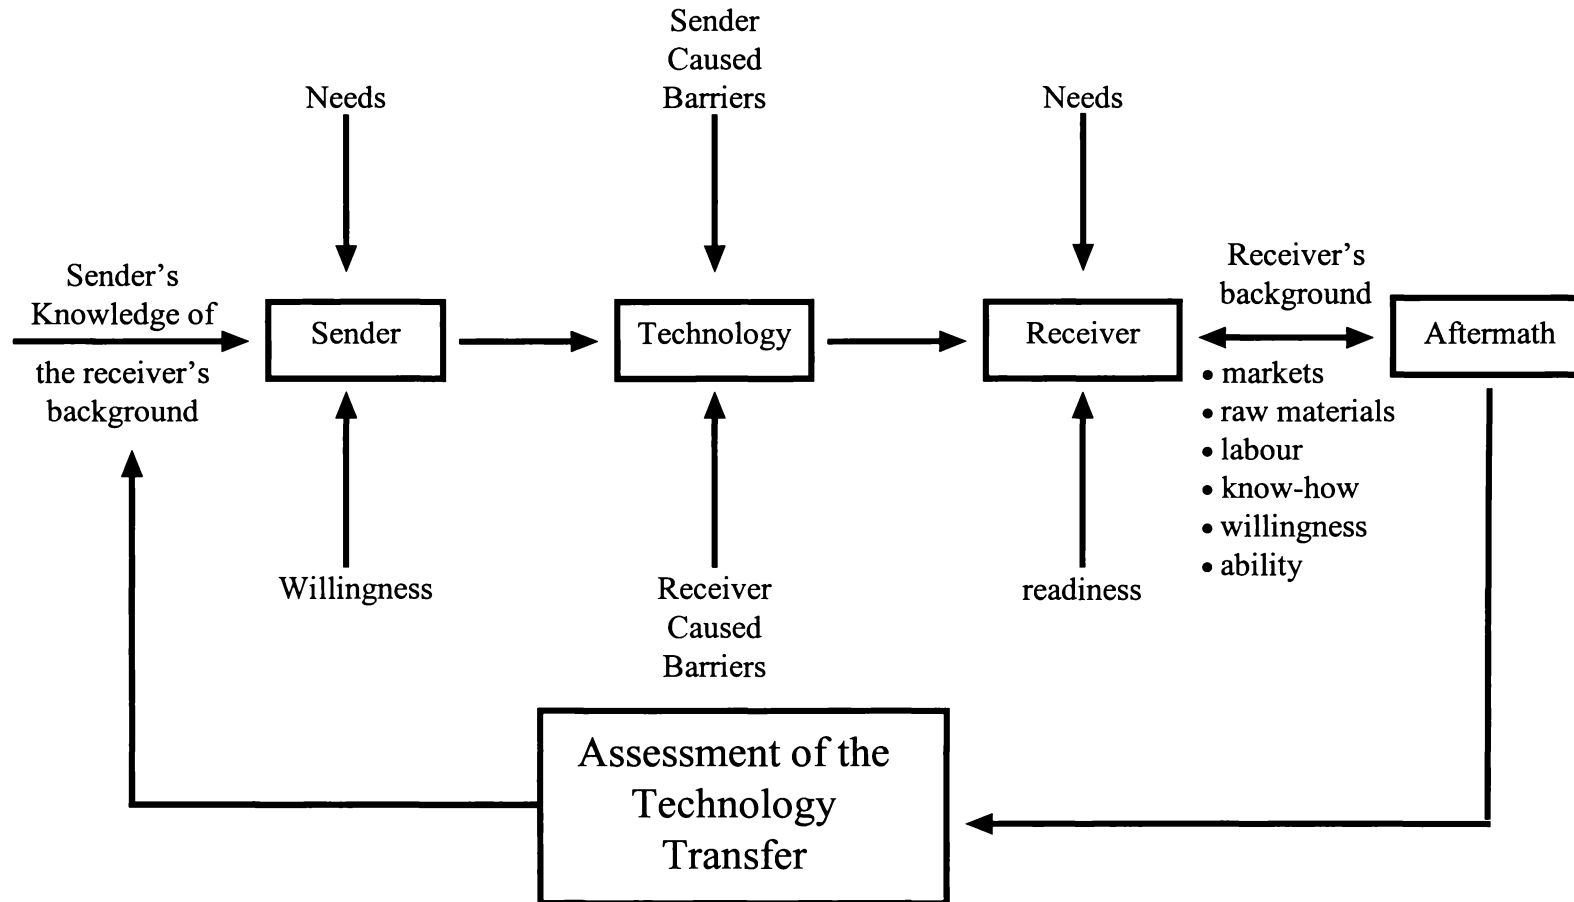 Sender
Caused
Barriers
Needs
Needs
Sender's
Knowledge of
the receiver's
background
Sender
Technology
Receiver
Receiver's
background
• markets
• raw materials
• labour
• know-how
• willingness
• ability
Aftermath
Willingness
Receiver
Caused
Barriers
readiness
Assessment of the
Technology
Transfer